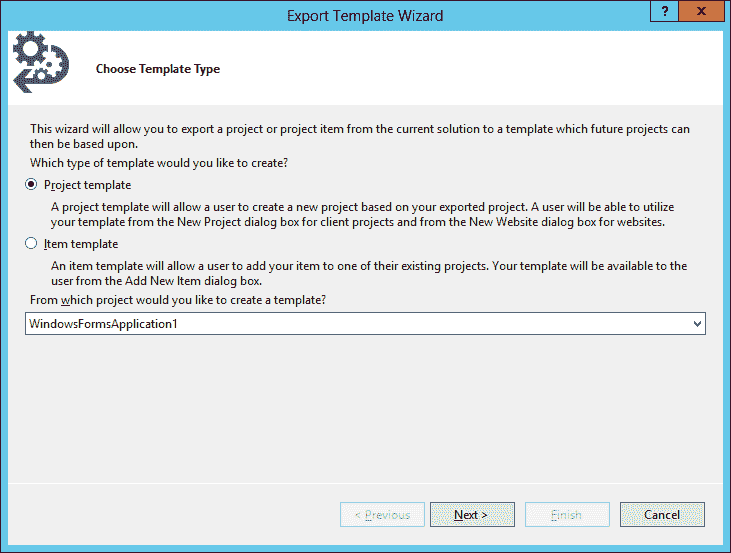 Export Template Wizard
?
x
Choose Template Type
This wizard will allow you to export a project or project item from the current solution to a template which future projects can
then be based upon.
Which type of template would you like to create?
Project template
A project template will allow a user to create a new project based on your exported project. A user will be able to utilize
your template from the New Project dialog box for client projects and from the New Website dialog box for websites.
Item template
An item template will allow a user to add your item to one of their existing projects. Your template will be available to the
user from the Add New Item dialog box.
From which project would you like to create a template?
WindowsFormsApplication1
< Previous
Next >
Finish
Cancel